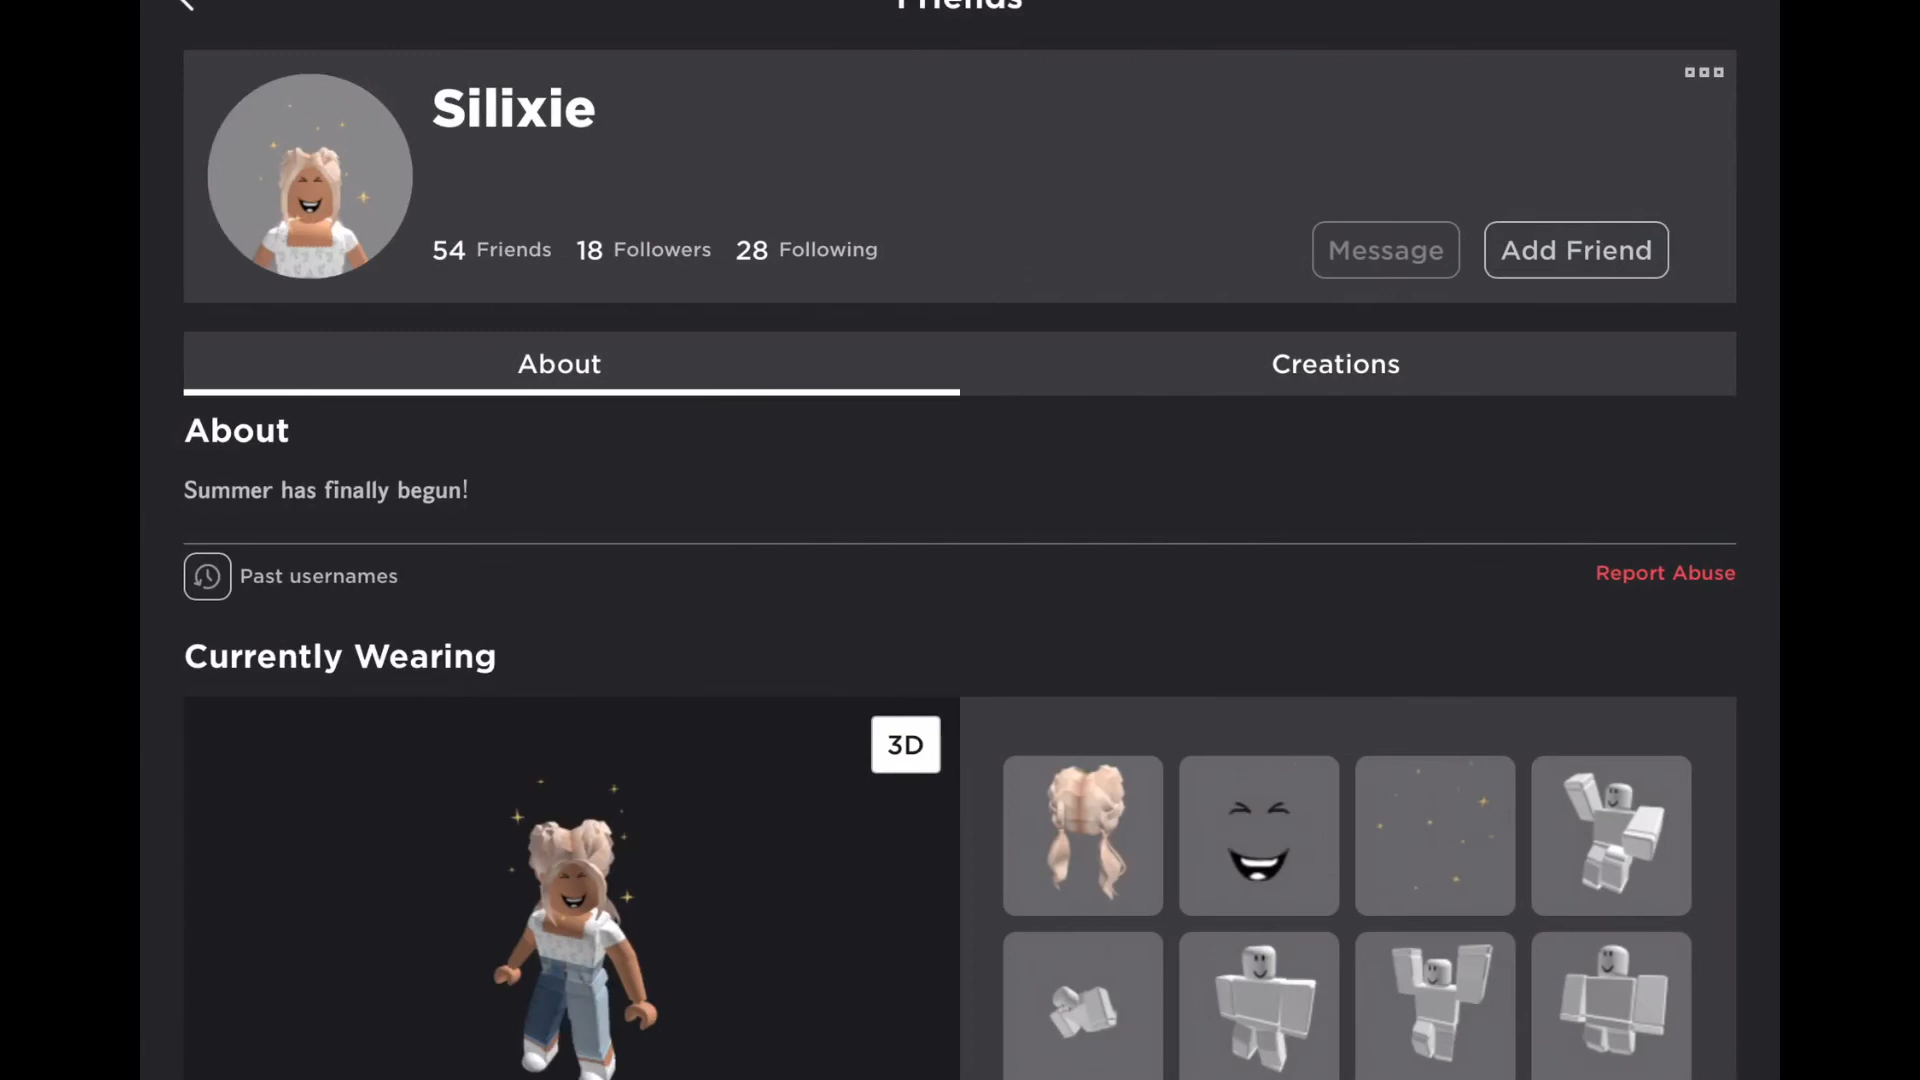 Friends
Silixie
54 Friends 18 Followers 28 Following
Message
Add Friend
About
Creations
About
Summer has finally begun!
Past usernames
Report Abuse
Currently Wearing
3D